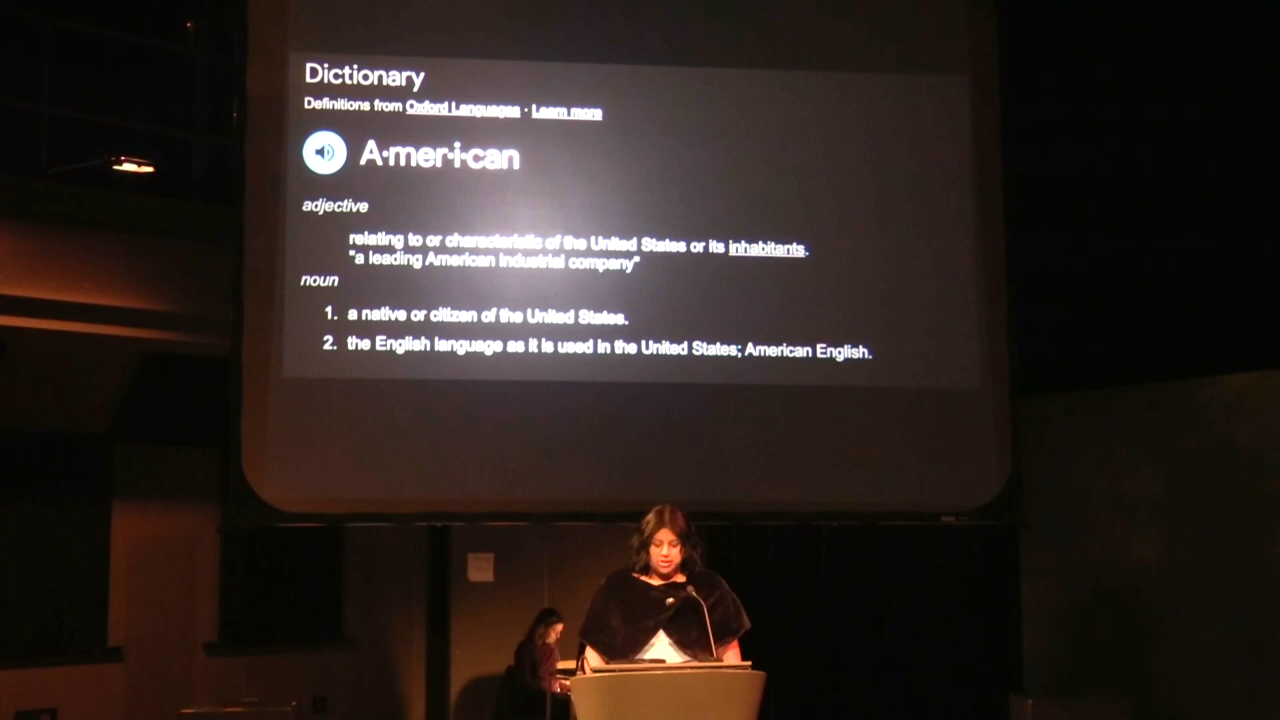 Dictionary
Definitions from Oxford Languages · Learn more
A·mer·i·can
adjective
relating to or characteristic of the United States or its inhabitants.
"a leading American industrial company"
noun
1. a native or citizen of the United States.
2. the English language as it is used in the United States; American English.